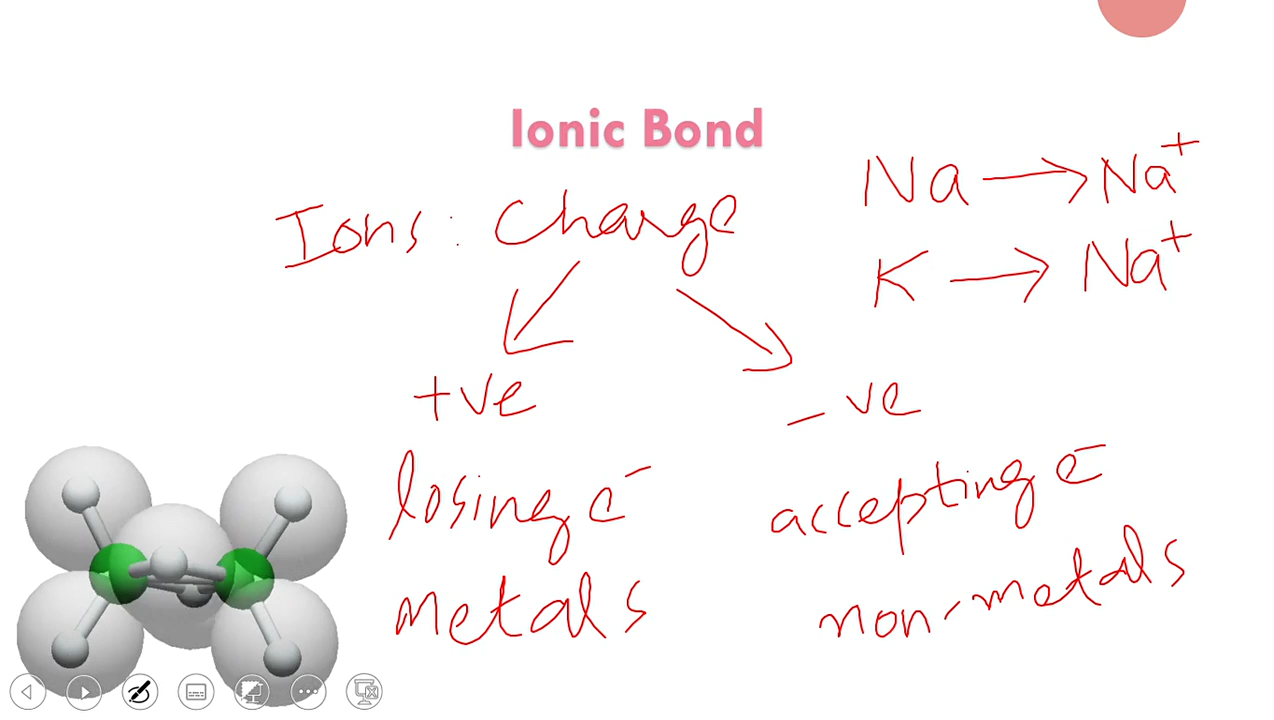 Ionic Bond
Ions: Charge
Na → Na⁺
K → Na⁺
+ve
- ve
losing e⁻
accepting e⁻
metals
non-metals